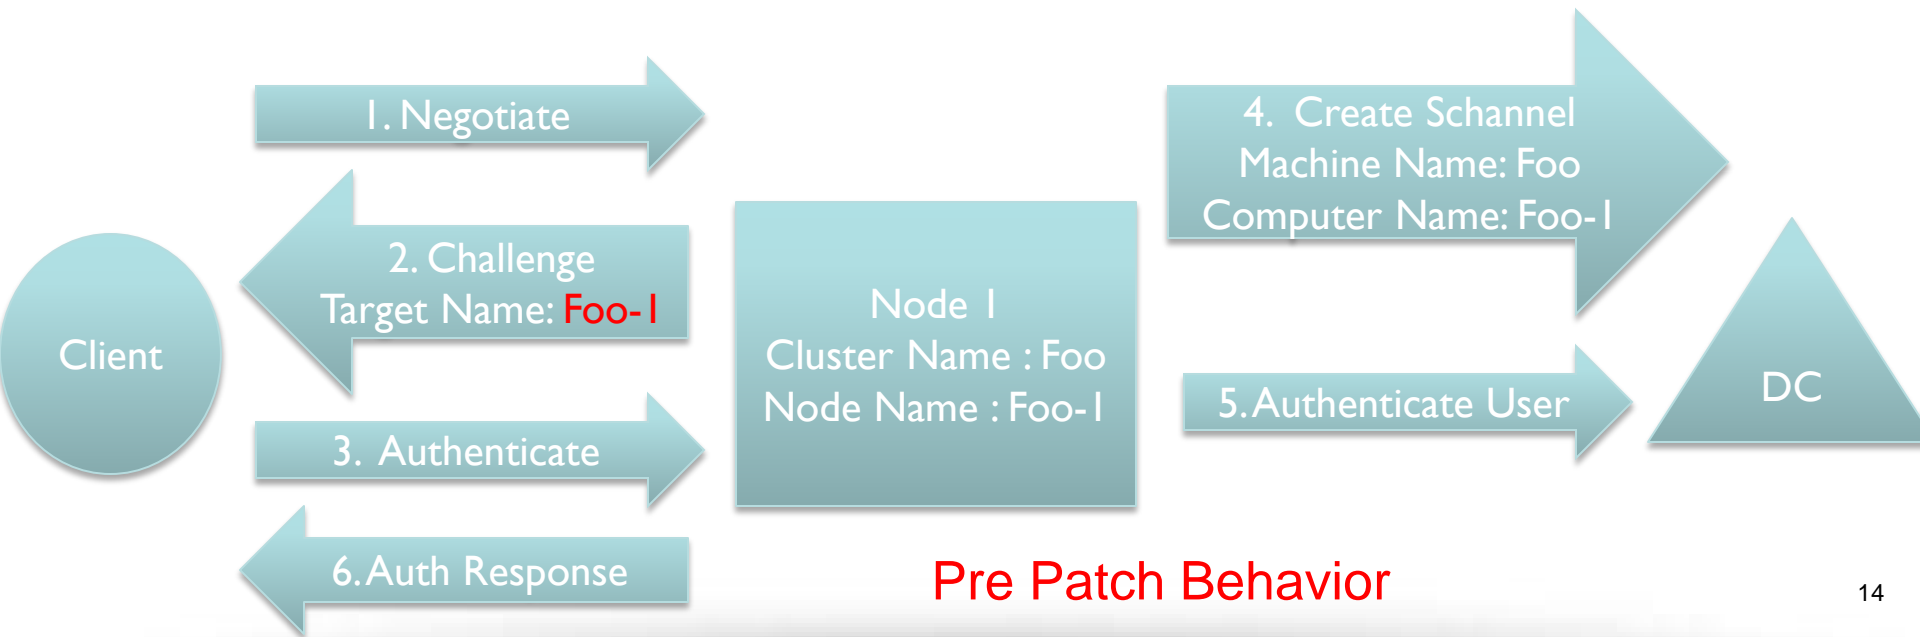 1. Negotiate
2. Challenge
Target Name: Foo-1
Client
3. Authenticate
6. Auth Response
Node 1
Cluster Name : Foo
Node Name : Foo-1
4. Create Schannel
Machine Name: Foo
Computer Name: Foo-1
5. Authenticate User
DC
Pre Patch Behavior
14